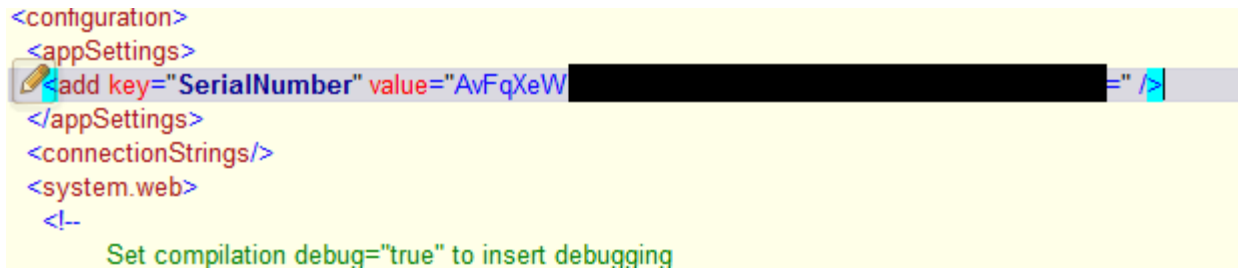 <configuration>
<appSettings>
<add key="SerialNumber" value="AvFqXeW =" />
</appSettings>
<connectionStrings/>
<system.web>
<!--
Set compilation debug="true" to insert debugging